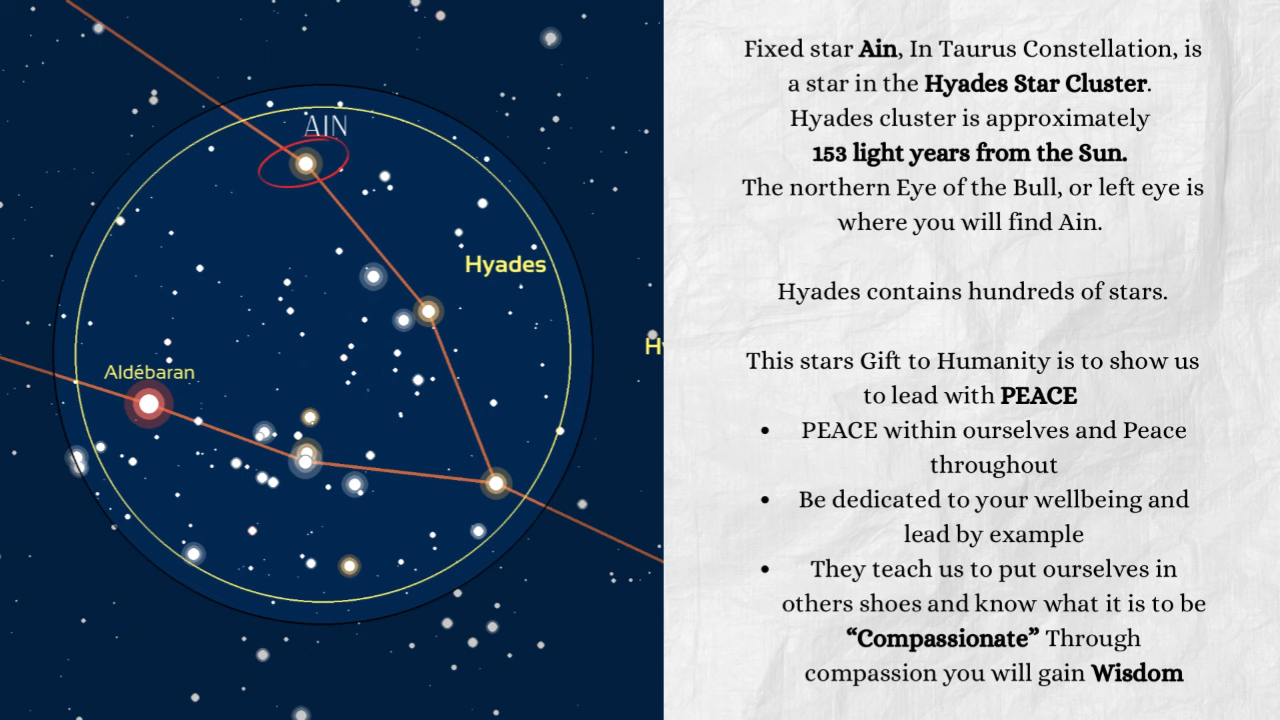 AIN
Hyades
Aldébaran
H
Fixed star Ain, In Taurus Constellation, is
a star in the Hyades Star Cluster.
Hyades cluster is approximately
153 light years from the Sun.
The northern Eye of the Bull, or left eye is
where you will find Ain.
Hyades contains hundreds of stars.
This stars Gift to Humanity is to show us
to lead with PEACE
• PEACE within ourselves and Peace
throughout
• Be dedicated to your wellbeing and
lead by example
• They teach us to put ourselves in
others shoes and know what it is to be
“Compassionate” Through
compassion you will gain Wisdom